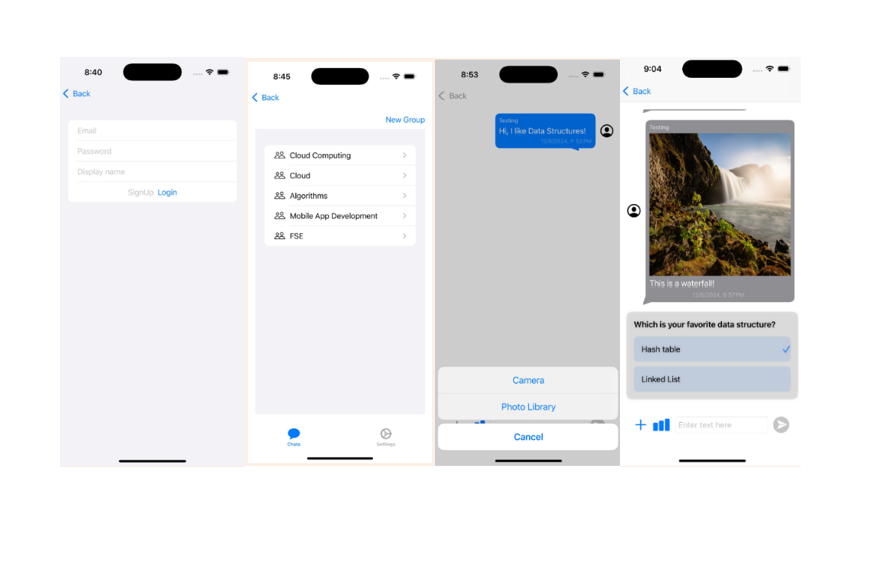 8:40
Back
Email
Password
Display name
SignUp Login
8:45
Back
New Group
Cloud Computing
Cloud
Algorithms
Mobile App Development
FSE
Chats
Settings
8:53
Back
Testing
Hi, I like Data Structures!
Camera
Photo Library
Cancel
9:04
Back
Testing
This is a waterfall!
Which is your favorite data structure?
Hash table
Linked List
Enter text here